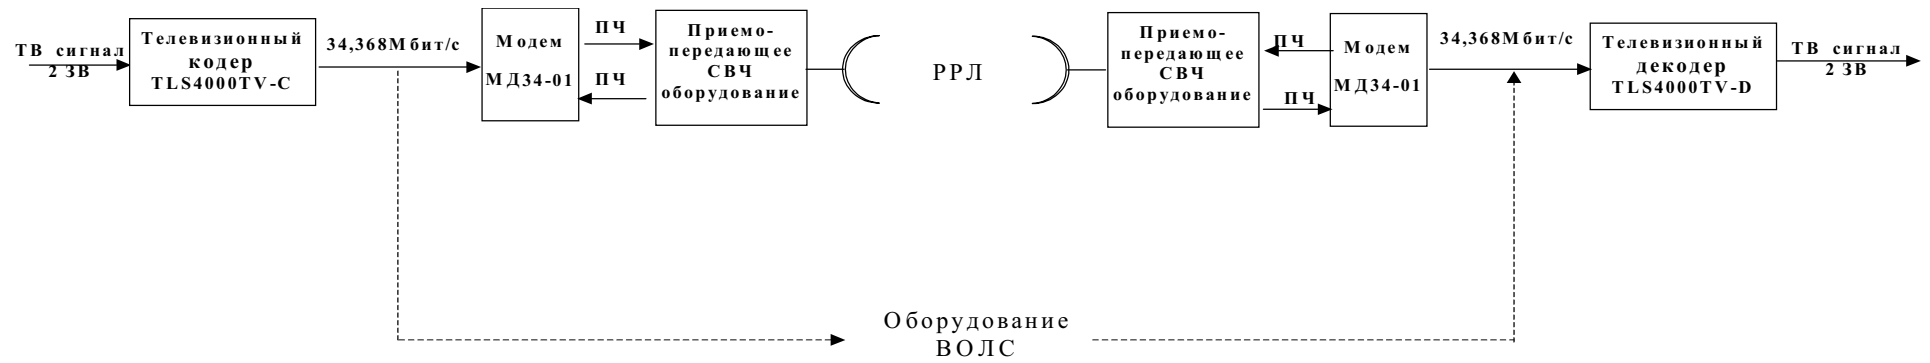 ТВ сигнал
2 ЗВ
Телевизионный
кодер
TLS4000TV-C
34,368Мбит/с
Модем
МД34-01
ПЧ
ПЧ
Приемо-
передающее
СВЧ
оборудование
РРЛ
Приемо-
передающее
СВЧ
оборудование
ПЧ
ПЧ
Модем
МД34-01
34,368Мбит/с
Телевизионный
декодер
TLS4000TV-D
ТВ сигнал
2 ЗВ
Оборудование
ВОЛС